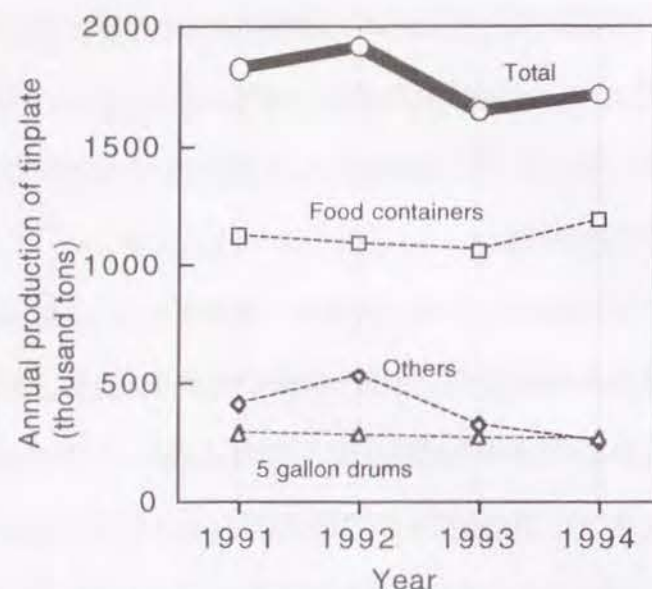 Annual production of tinplate
(thousand tons)
2000
1500
1000
500
0
Total
Food containers
Others
5 gallon drums
1991 1992 1993 1994
Year